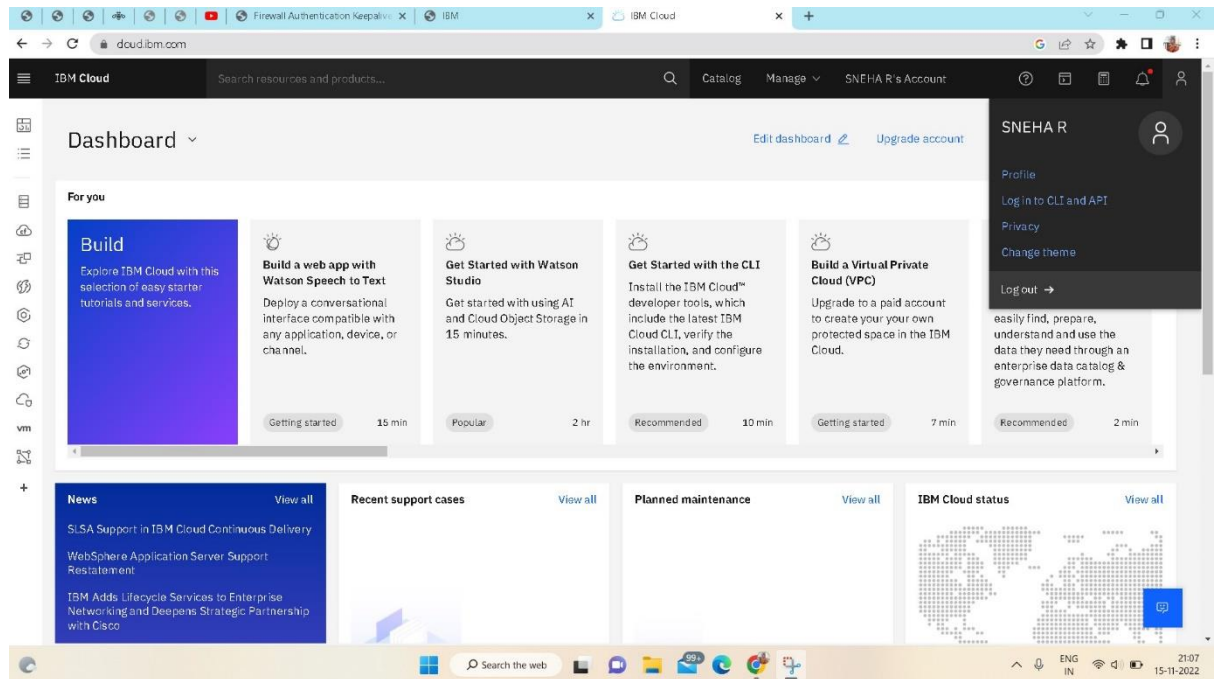 Firewall Authentication Keepalive
IBM
IBM Cloud
cloud.ibm.com
G
IBM Cloud
Search resources and products...
Catalog
Manage
SNEHA R's Account
SNEHA R
Profile
Log in to CLI and API
Privacy
Change theme
Log out →
Dashboard
Edit dashboard
Upgrade account
For you
Build
Explore IBM Cloud with this
selection of easy starter
tutorials and services.
Build a web app with
Watson Speech to Text
Deploy a conversational
interface compatible with
any application, device, or
channel.
Getting started
15 min
Get Started with Watson
Studio
Get started with using AI
and Cloud Object Storage in
15 minutes.
Popular
2 hr
Get Started with the CLI
Install the IBM Cloud™
developer tools, which
include the latest IBM
Cloud CLI, verify the
installation, and configure
the environment.
Recommended
10 min
Build a Virtual Private
Cloud (VPC)
Upgrade to a paid account
to create your your own
protected space in the IBM
Cloud.
Getting started
7 min
easily find, prepare,
understand and use the
data they need through an
enterprise data catalog &
governance platform.
Recommended
2 min
vm
News
View all
SLSA Support in IBM Cloud Continuous Delivery
WebSphere Application Server Support
Restatement
IBM Adds Lifecycle Services to Enterprise
Networking and Deepens Strategic Partnership
with Cisco
Recent support cases
View all
Planned maintenance
View all
IBM Cloud status
View all
Search the web
99+
ENG
IN
21:07
15-11-2022